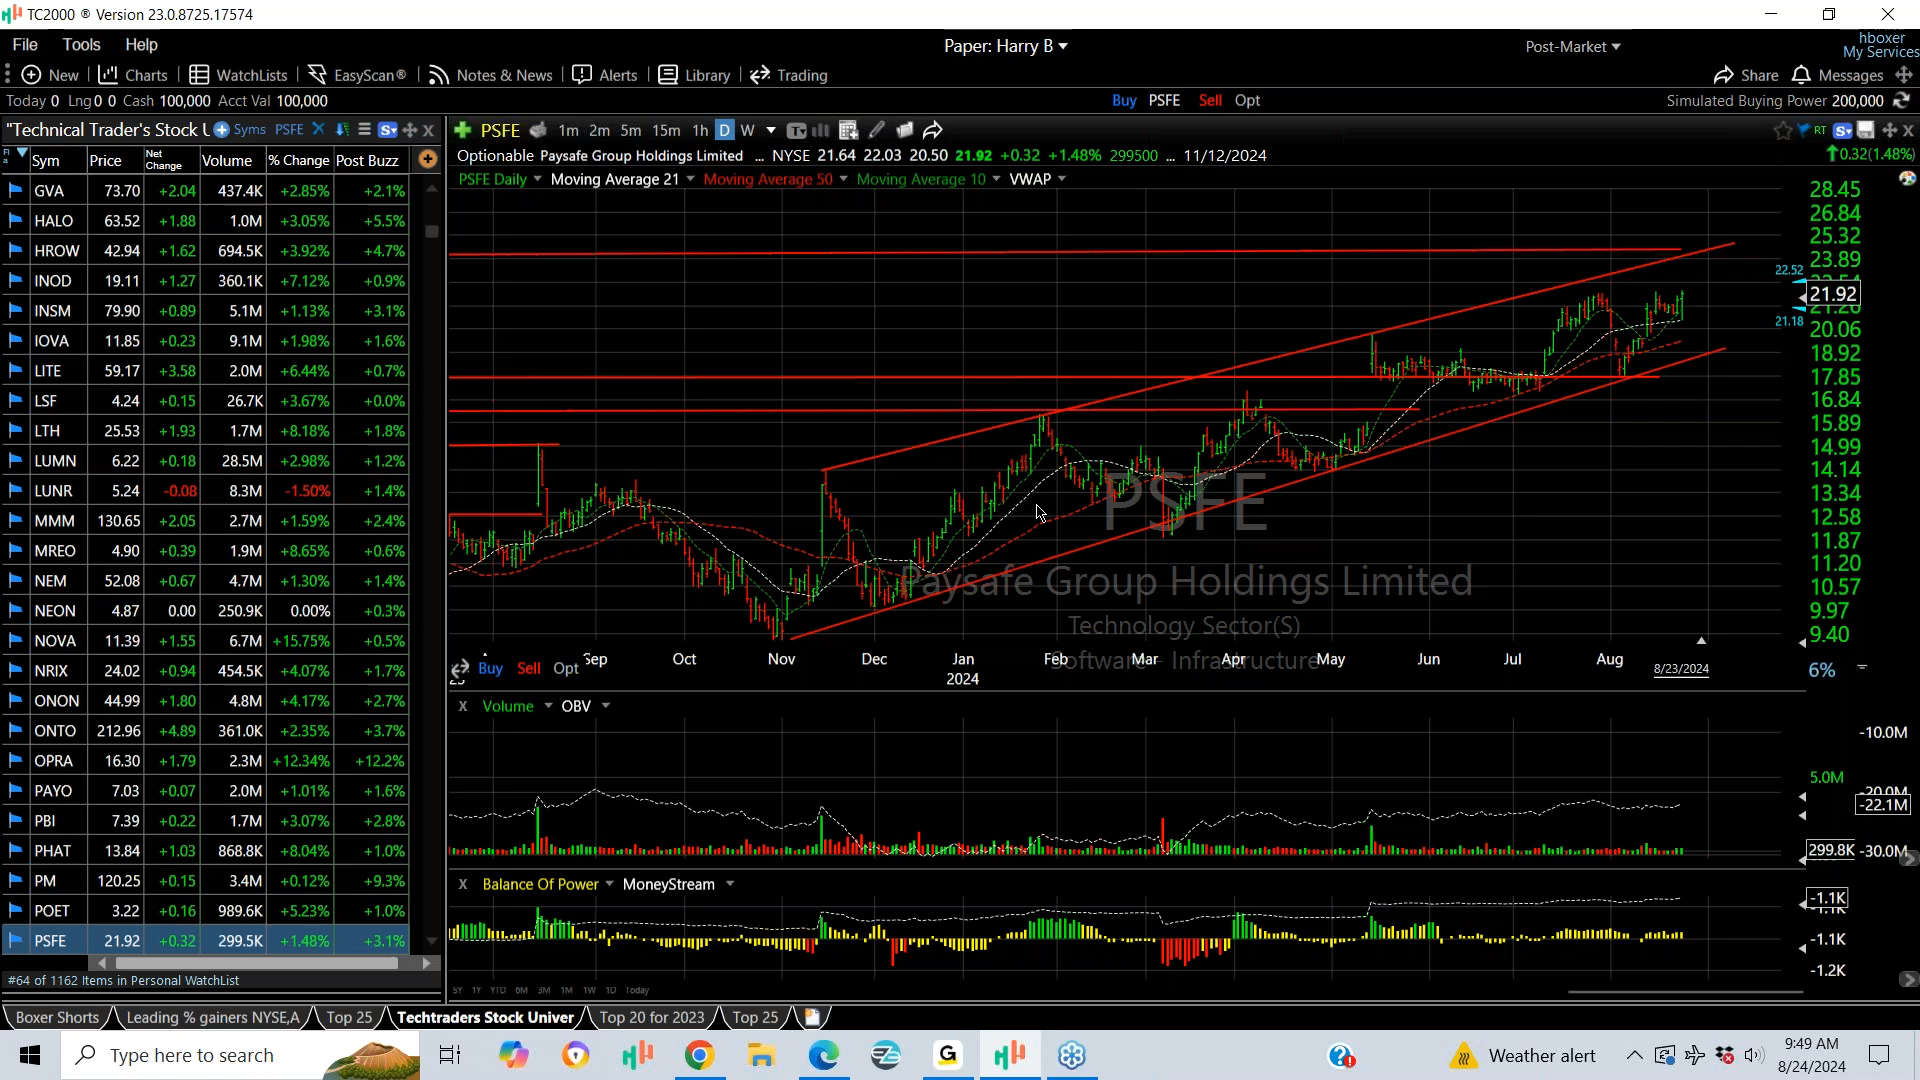 TC2000 ® Version 23.0.8725.17574
File Tools Help
Paper: Harry B
Post-Market
hboxer
My Services
New Charts WatchLists EasyScan® Notes & News Alerts Library Trading
Share Messages
Today 0 Lng 0 0 Cash 100,000 Acct Val 100,000
Buy PSFE Sell Opt
Simulated Buying Power 200,000
"Technical Trader's Stock U Syms PSFE
Sym Price Net Change Volume % Change Post Buzz
GVA 73.70 +2.04 437.4K +2.85% +2.1%
HALO 63.52 +1.88 1.0M +3.05% +5.5%
HROW 42.94 +1.62 694.5K +3.92% +4.7%
INOD 19.11 +1.27 360.1K +7.12% +0.9%
INSM 79.90 +0.89 5.1M +1.13% +3.1%
IOVA 11.85 +0.23 9.1M +1.98% +1.6%
LITE 59.17 +3.58 2.0M +6.44% +0.7%
LSF 4.24 +0.15 26.7K +3.67% +0.0%
LTH 25.53 +1.93 1.7M +8.18% +1.8%
LUMN 6.22 +0.18 28.5M +2.98% +1.2%
LUNR 5.24 -0.08 8.3M -1.50% +1.4%
MMM 130.65 +2.05 2.7M +1.59% +2.4%
MREO 4.90 +0.39 1.9M +8.65% +0.6%
NEM 52.08 +0.67 4.7M +1.30% +1.4%
NEON 4.87 0.00 250.9K 0.00% +0.3%
NOVA 11.39 +1.55 6.7M +15.75% +0.5%
NRIX 24.02 +0.94 454.5K +4.07% +1.7%
ONON 44.99 +1.80 4.8M +4.17% +2.7%
ONTO 212.96 +4.89 361.0K +2.35% +3.7%
OPRA 16.30 +1.79 2.3M +12.34% +12.2%
PAYO 7.03 +0.07 2.0M +1.01% +1.6%
PBI 7.39 +0.22 1.7M +3.07% +2.8%
PHAT 13.84 +1.03 868.8K +8.04% +1.0%
PM 120.25 +0.15 3.4M +0.12% +9.3%
POET 3.22 +0.16 989.6K +5.23% +1.0%
PSFE 21.92 +0.32 299.5K +1.48% +3.1%
#64 of 1162 Items in Personal WatchList
PSFE 1m 2m 5m 15m 1h D W
RT
Optionable Paysafe Group Holdings Limited ... NYSE 21.64 22.03 20.50 21.92 +0.32 +1.48% 299500 ... 11/12/2024
0.32(1.48%)
PSFE Daily Moving Average 21 Moving Average 50 Moving Average 10 VWAP
28.45
26.84
25.32
23.89
22.52
21.92
21.18
20.06
18.92
17.85
16.84
15.89
14.99
14.14
13.34
12.58
11.87
11.20
10.57
9.97
9.40
PSFE
Paysafe Group Holdings Limited
Technology Sector(S)
Software - Infrastructure
Oct Nov Dec Jan Feb Mar Apr May Jun Jul Aug
2024
8/23/2024
6%
Buy Sell Opt
X Volume OBV
-10.0M
5.0M
-22.1M
299.8K -30.0M
X Balance Of Power MoneyStream
-1.1K
-1.1K
-1.2K
5Y 1Y YTD 6M 3M 1M 1W 1D Today
Boxer Shorts Leading % gainers NYSE,A Top 25 Techtraders Stock Univer Top 20 for 2023 Top 25
Type here to search
Weather alert
9:49 AM
8/24/2024